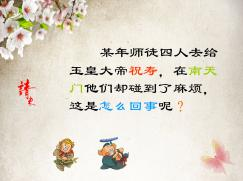 某年师徒四人去给
玉皇大帝祝寿，在南天
门他们却碰到了麻烦，
这是怎么回事呢？